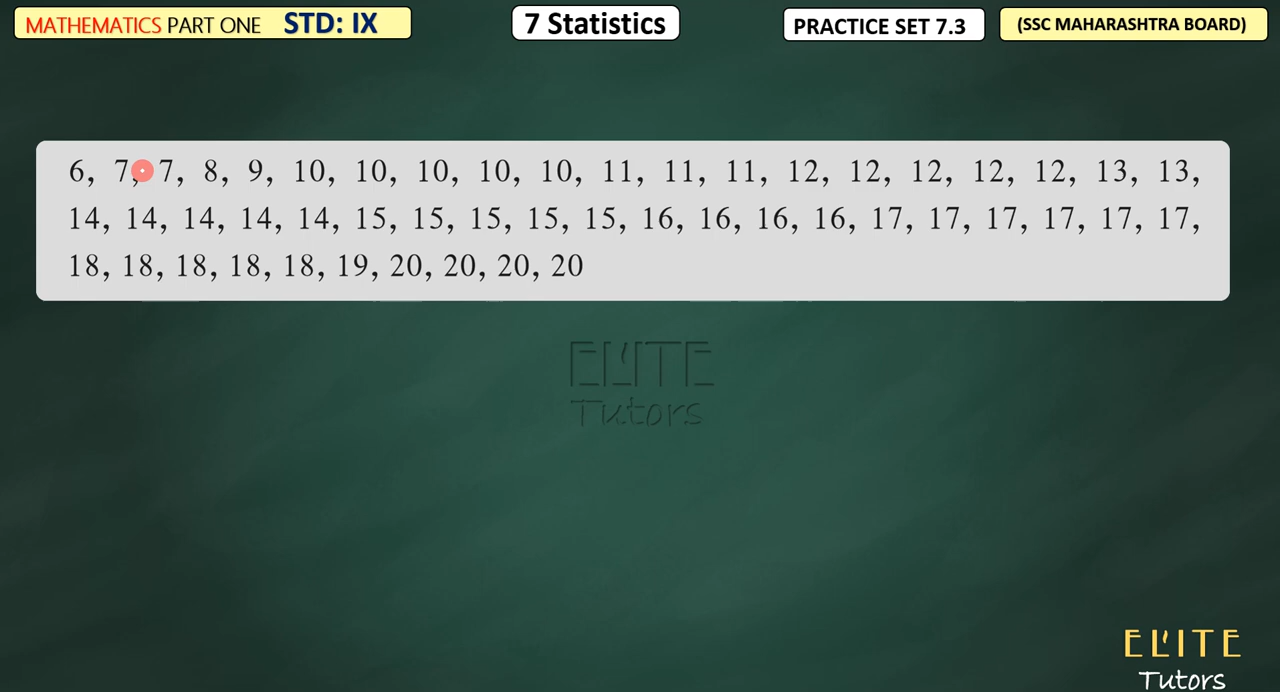 MATHEMATICS PART ONE STD: IX
7 Statistics
PRACTICE SET 7.3
(SSC MAHARASHTRA BOARD)
6, 7, 7, 8, 9, 10, 10, 10, 10, 10, 11, 11, 11, 12, 12, 12, 12, 12, 13, 13,
14, 14, 14, 14, 14, 15, 15, 15, 15, 15, 16, 16, 16, 16, 17, 17, 17, 17, 17, 17,
18, 18, 18, 18, 18, 19, 20, 20, 20, 20
ELITE
Tutors
ELITE
Tutors